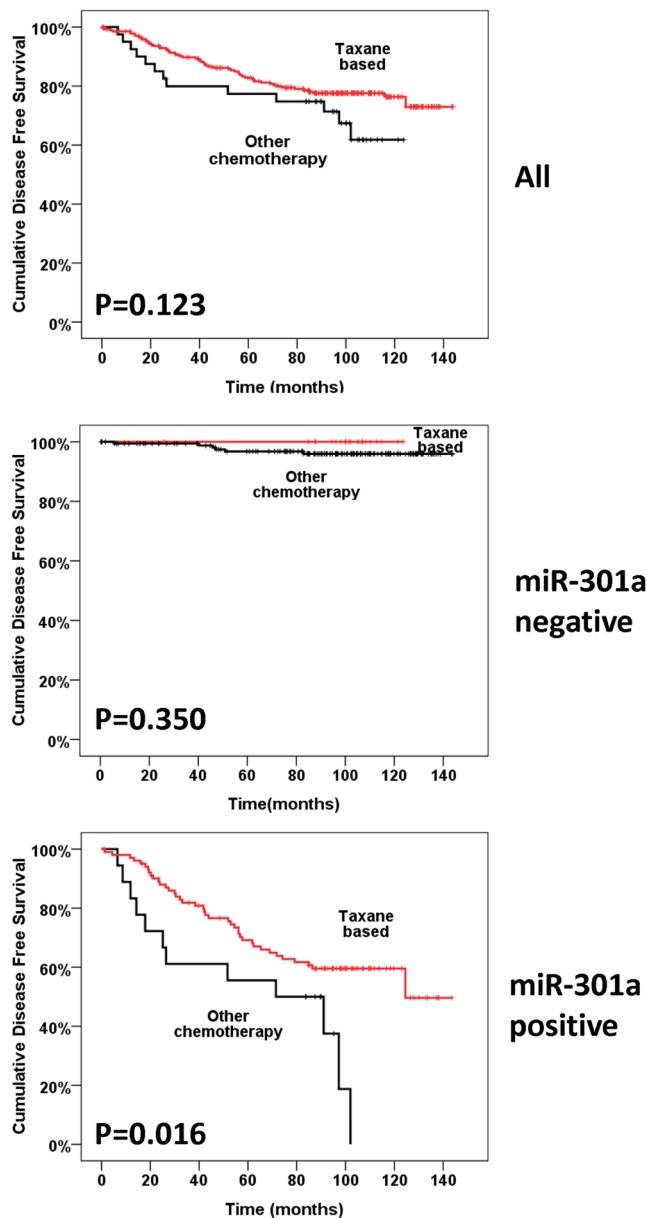 Cumulative Disease Free Survival
100%
80%
60%
40%
20%
0%
Taxane
based
Other
chemotherapy
P=0.123
0 20 40 60 80 100 120 140
Time (months)
All
Cumulative Disease Free Survival
100%
80%
60%
40%
20%
0%
Taxane
based
Other
chemotherapy
P=0.350
0 20 40 60 80 100 120 140
Time(months)
miR-301a
negative
Cumulative Disease Free Survival
100%
80%
60%
40%
20%
0%
Taxane
based
Other
chemotherapy
P=0.016
0 20 40 60 80 100 120 140
Time (months)
miR-301a
positive